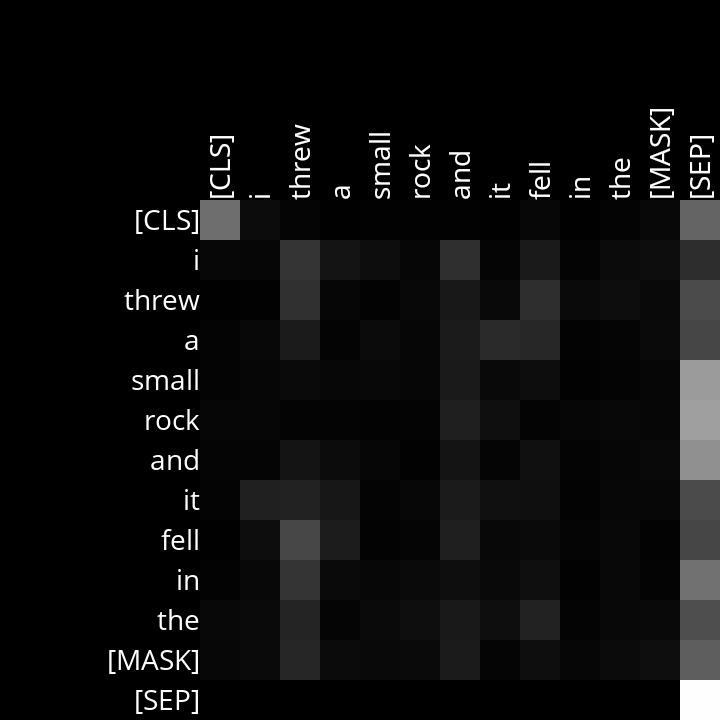 [CLS] i threw a small rock and it fell in the [MASK] [SEP]
[CLS]
i
threw
a
small
rock
and
it
fell
in
the
[MASK]
[SEP]